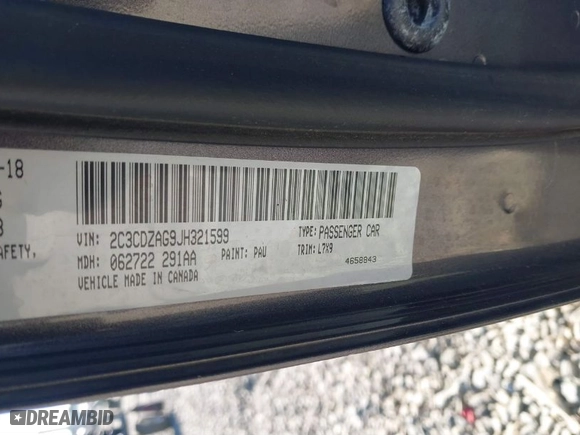 -18
VIN: 2C3CDZAG9JH321599
TYPE: PASSENGER CAR
SAFETY,
MDH: 062722 291AA
PAINT: PAU
TRIM: L7X9
VEHICLE MADE IN CANADA
4658943
DREAMBID